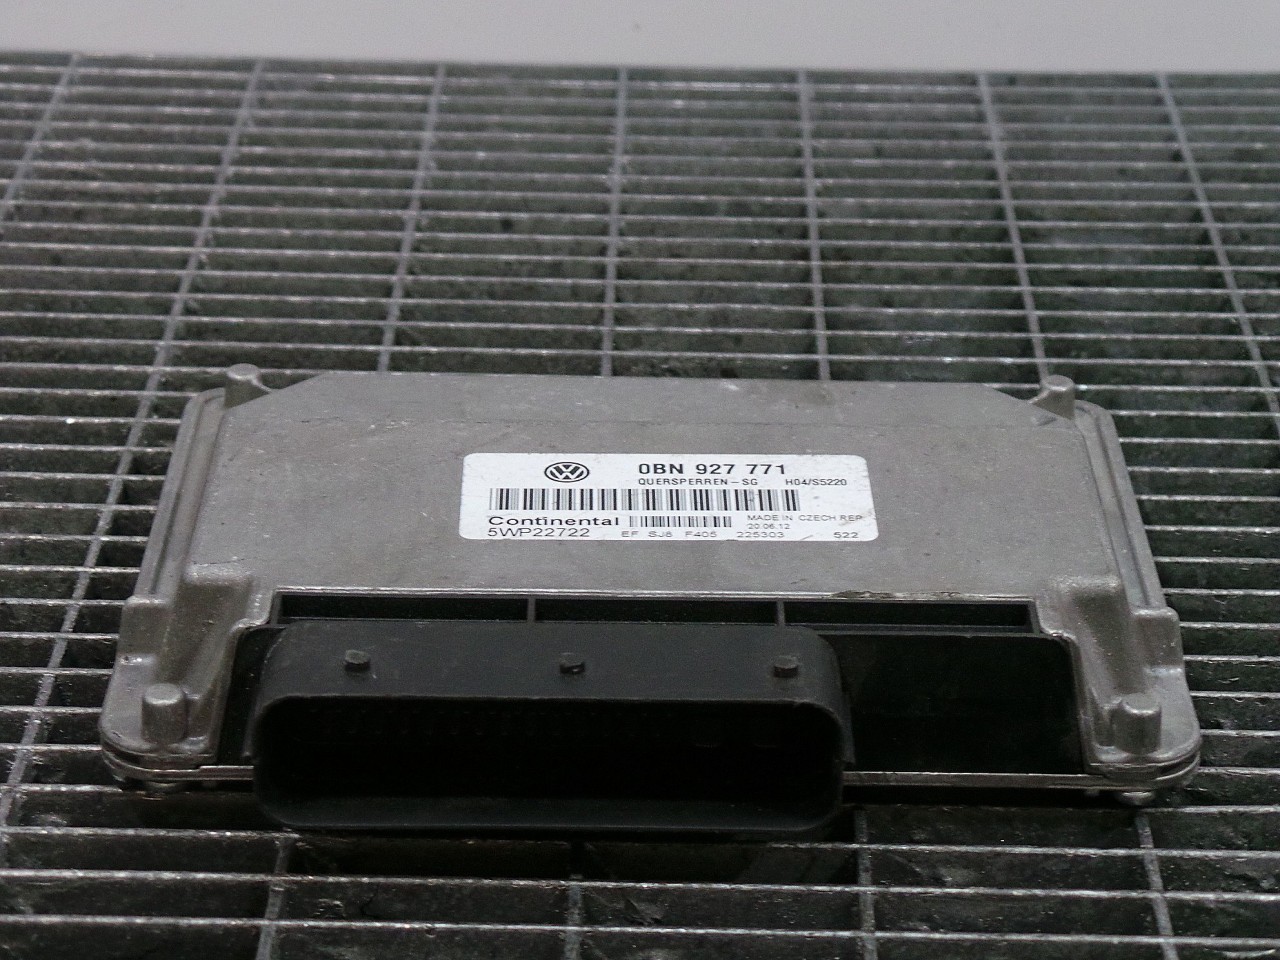 0BN 927 771
QUERSPERREN-SG H04/S5220
Continental MADE IN CZECH REP
20.06.12
5WP22722 EF SJ6 F405 225303 522